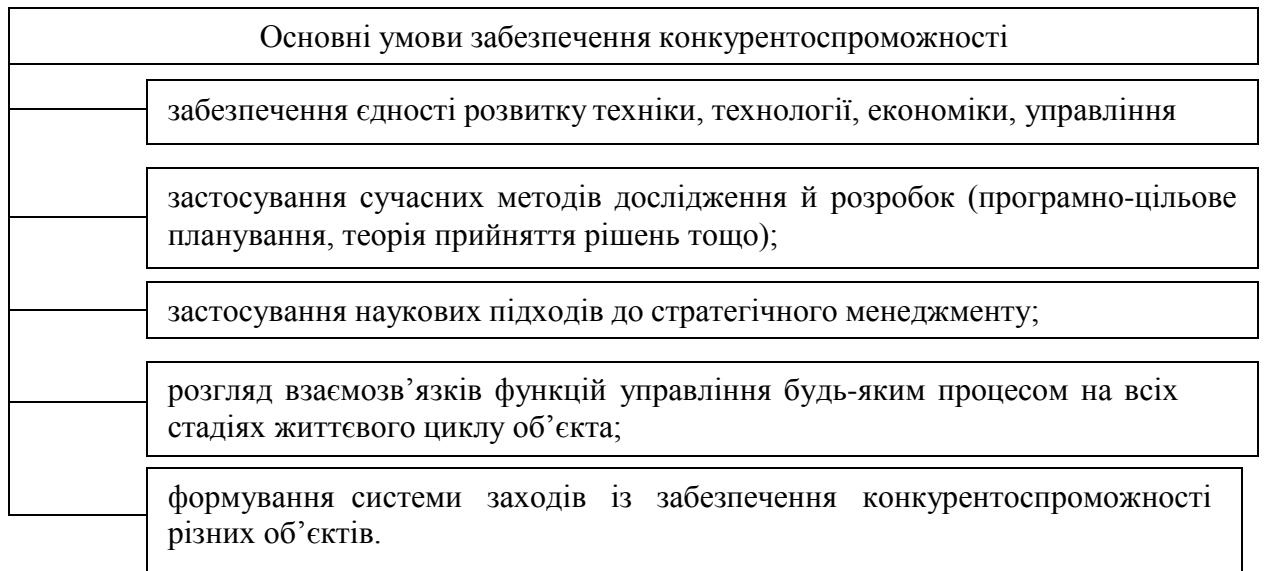 Основні умови забезпечення конкурентоспроможності
забезпечення єдності розвитку техніки, технології, економіки, управління
застосування сучасних методів дослідження й розробок (програмно-цільове
планування, теорія прийняття рішень тощо);
застосування наукових підходів до стратегічного менеджменту;
розгляд взаємозв’язків функцій управління будь-яким процесом на всіх
стадіях життєвого циклу об’єкта;
формування системи заходів із забезпечення конкурентоспроможності
різних об’єктів.